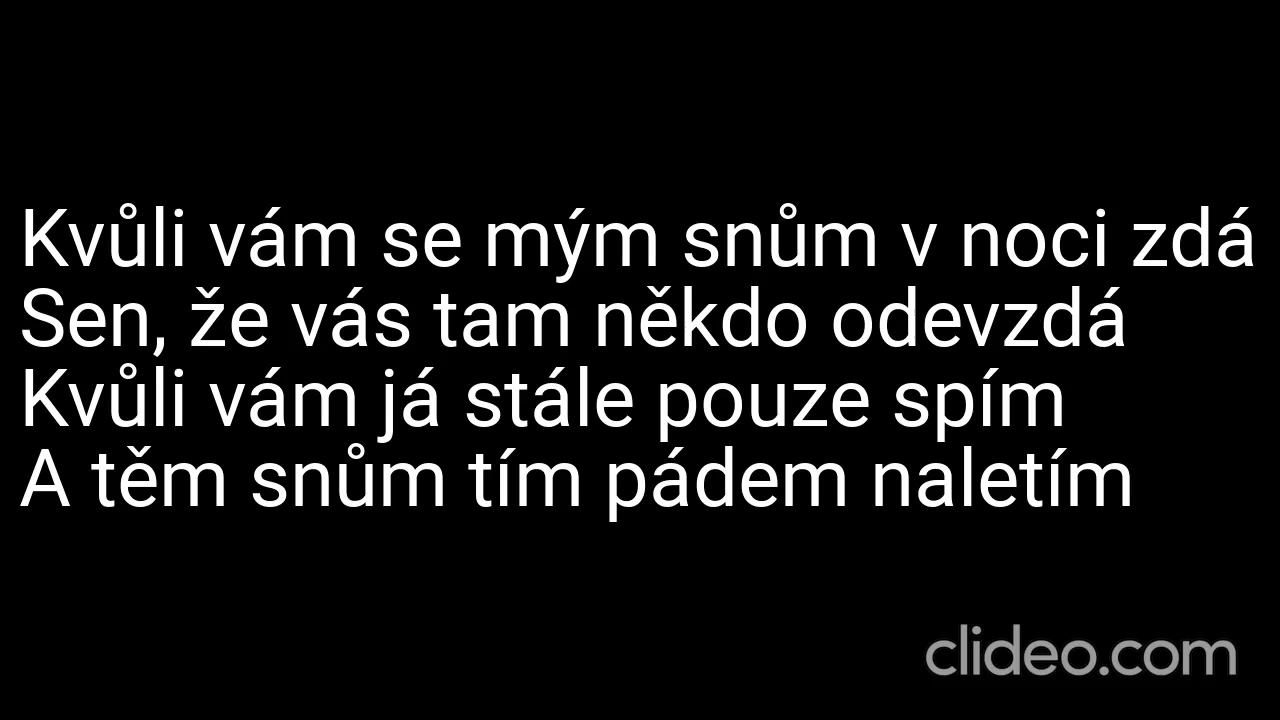 Kvůli vám se mým snům v noci zdá
Sen, že vás tam někdo odevzdá
Kvůli vám já stále pouze spím
A těm snům tím pádem naletím
clideo.com